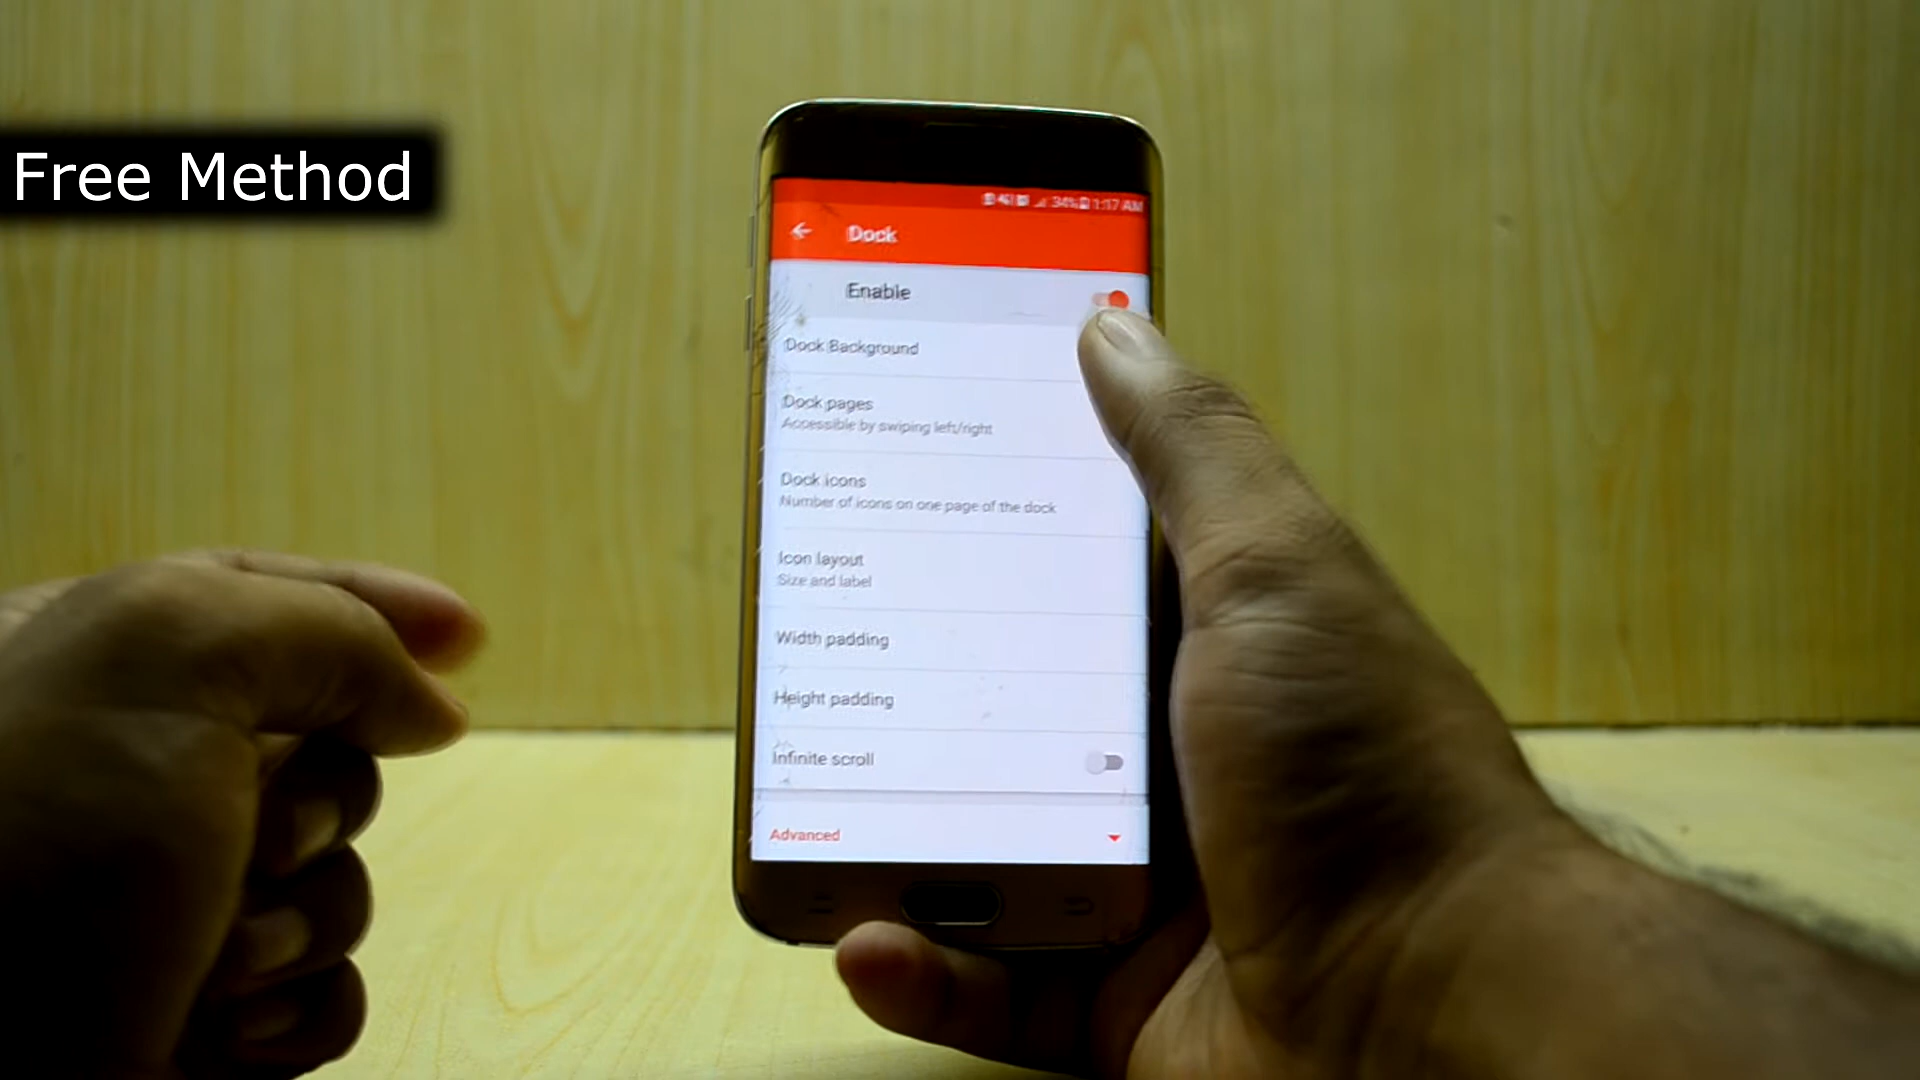 Free Method
34% 1:17 AM
Dock
Enable
Dock Background
Dock pages
Accessible by swiping left/right
Dock icons
Number of icons on one page of the dock
Icon layout
Size and label
Width padding
Height padding
Infinite scroll
Advanced